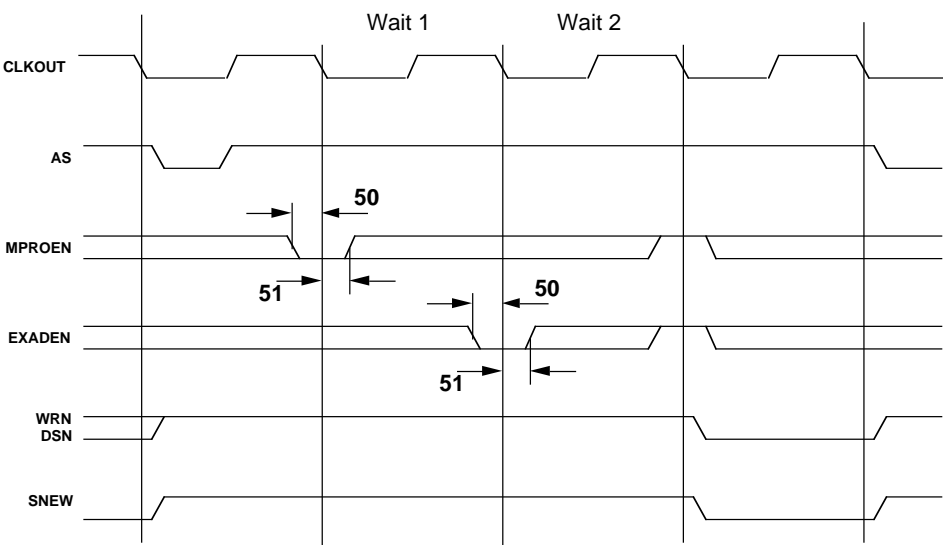 Wait 1 Wait 2
CLKOUT
AS
50
MPROEN
51 50
EXADEN
51
WRN
DSN
SNEW